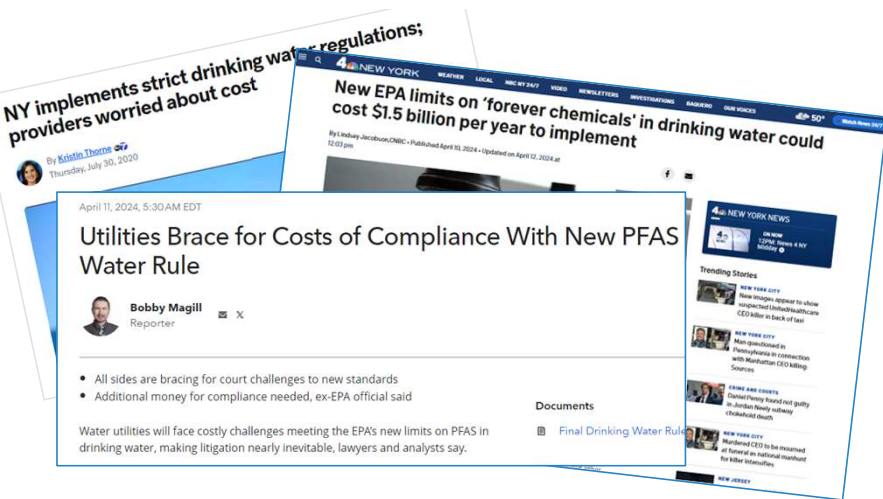 NY implements strict drinking water regulations;
providers worried about cost
By Kristin Thorne
Thursday, July 30, 2020
4 NEW YORK
WEATHER LOCAL NBC NY 24/7 VIDEO NEWSLETTERS INVESTIGATIONS BAQUERO OUR VOICES
50°
Watch News 24/7
New EPA limits on 'forever chemicals' in drinking water could
cost $1.5 billion per year to implement
By Lindsay Jacobson,CNBC • Published April 10, 2024 • Updated on April 12, 2024 at
12:03 pm
4 NEW YORK NEWS
ON NOW
12PM: News 4 NY
Midday
Trending Stories
NEW YORK CITY
New images appear to show
suspected UnitedHealthcare
CEO killer in back of taxi
NEW YORK CITY
Man questioned in
Pennsylvania in connection
with Manhattan CEO killing:
Sources
CRIME AND COURTS
Daniel Penny found not guilty
in Jordan Neely subway
chokehold death
NEW YORK CITY
Murdered CEO to be mourned
at funeral as national manhunt
for killer intensifies
NEW JERSEY
April 11, 2024, 5:30 AM EDT
Utilities Brace for Costs of Compliance With New PFAS
Water Rule
Bobby Magill
Reporter
• All sides are bracing for court challenges to new standards
• Additional money for compliance needed, ex-EPA official said
Water utilities will face costly challenges meeting the EPA's new limits on PFAS in
drinking water, making litigation nearly inevitable, lawyers and analysts say.
Documents
Final Drinking Water Rule